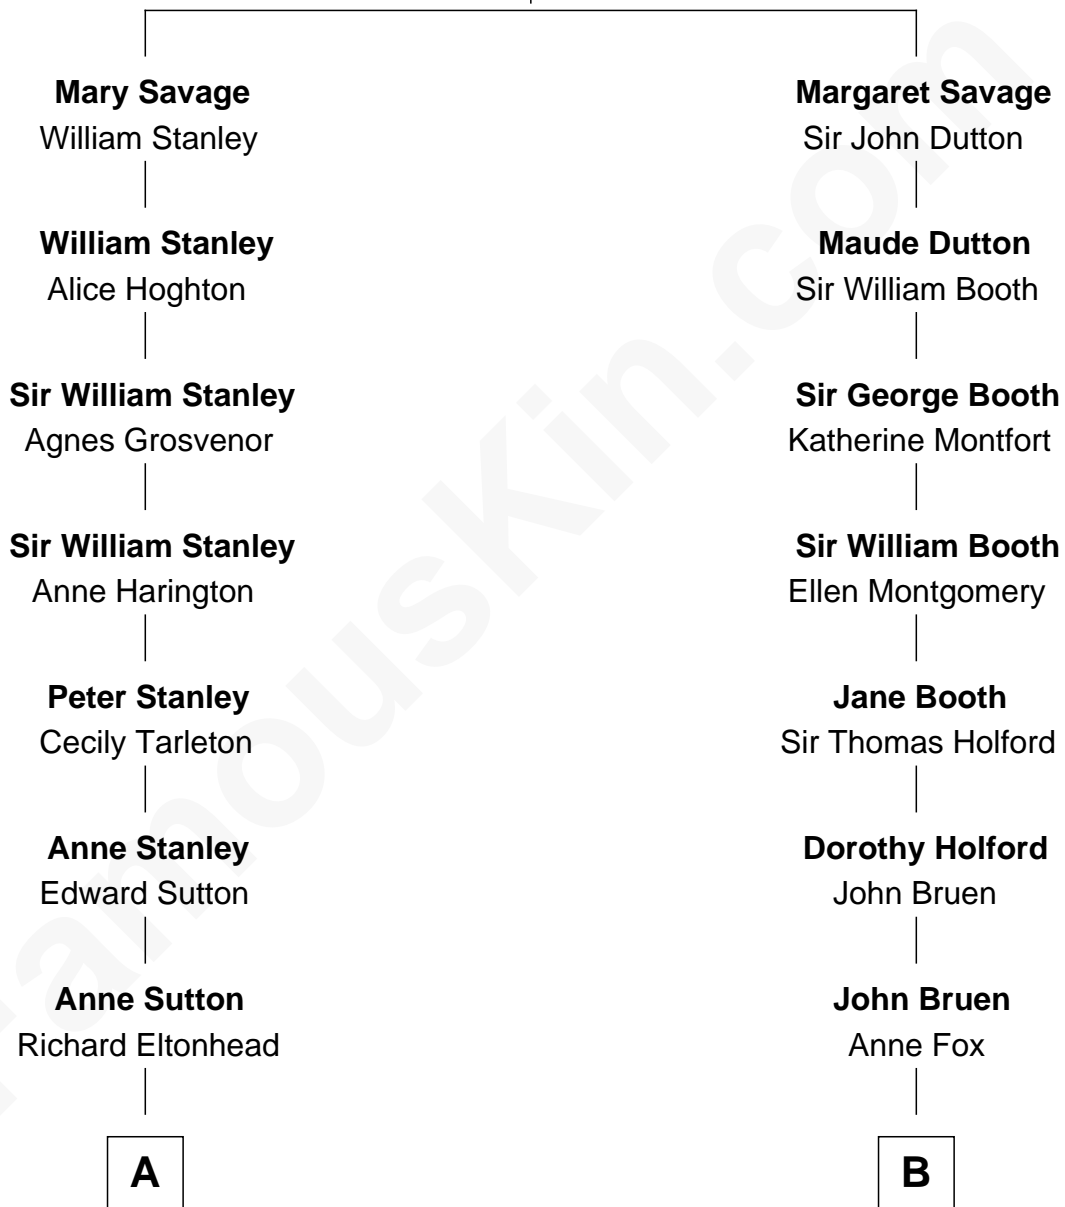 Mary Savage
William Stanley
William Stanley
Alice Hoghton
Sir William Stanley
Agnes Grosvenor
Sir William Stanley
Anne Harington
Peter Stanley
Cecily Tarleton
Anne Stanley
Edward Sutton
Anne Sutton
Richard Eltonhead
A
Margaret Savage
Sir John Dutton
Maude Dutton
Sir William Booth
Sir George Booth
Katherine Montfort
Sir William Booth
Ellen Montgomery
Jane Booth
Sir Thomas Holford
Dorothy Holford
John Bruen
John Bruen
Anne Fox
B
FamousKin.com